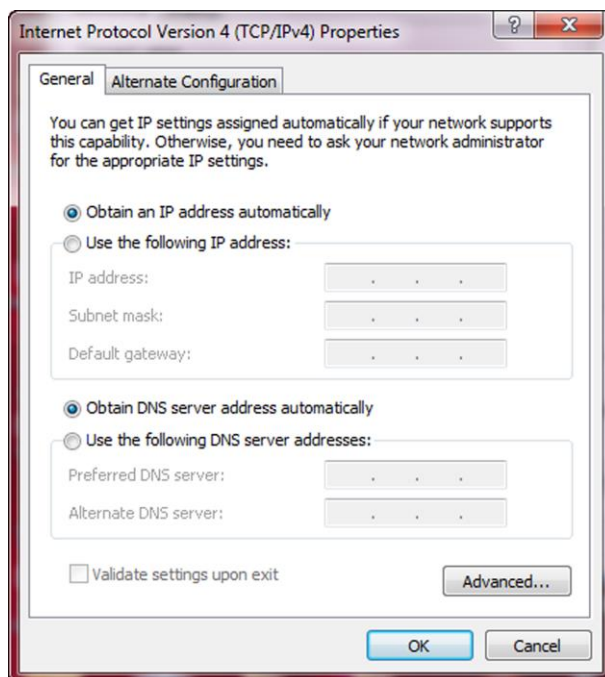 Internet Protocol Version 4 (TCP/IPv4) Properties
General
Alternate Configuration
You can get IP settings assigned automatically if your network supports
this capability. Otherwise, you need to ask your network administrator
for the appropriate IP settings.
Obtain an IP address automatically
Use the following IP address:
IP address:
Subnet mask:
Default gateway:
Obtain DNS server address automatically
Use the following DNS server addresses:
Preferred DNS server:
Alternate DNS server:
Validate settings upon exit
Advanced...
OK
Cancel